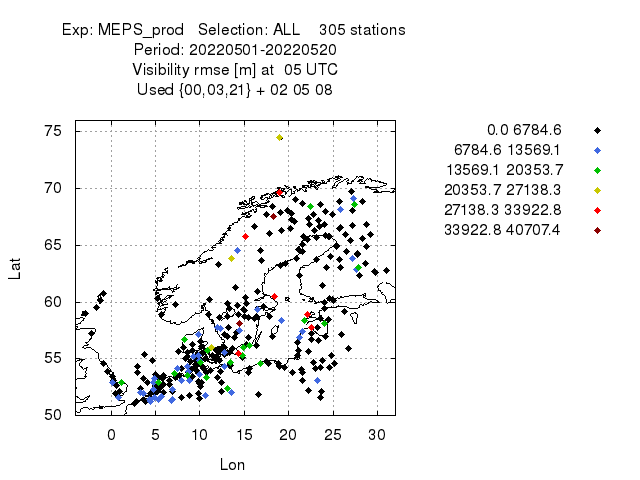 Exp: MEPS_prod Selection: ALL 305 stations
Period: 20220501-20220520
Visibility rmse [m] at 05 UTC
Used {00,03,21} + 02 05 08
0.0 6784.6
6784.6 13569.1
13569.1 20353.7
20353.7 27138.3
27138.3 33922.8
33922.8 40707.4
75
70
65
60
55
50
Lat
0 5 10 15 20 25 30
Lon